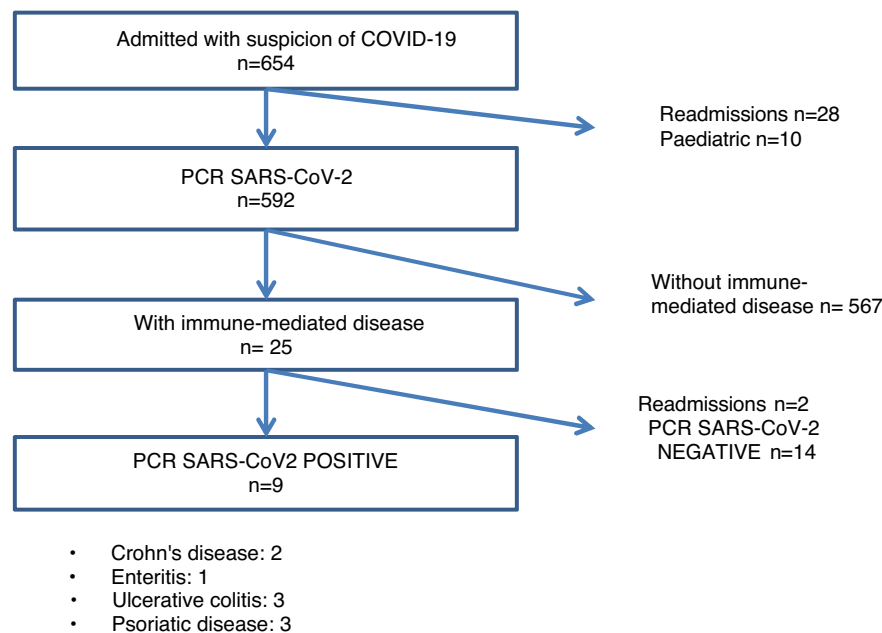 Admitted with suspicion of COVID-19
n=654
Readmissions n=28
Paediatric n=10
PCR SARS-CoV-2
n=592
Without immune-
mediated disease n= 567
With immune-mediated disease
n= 25
Readmissions n=2
PCR SARS-CoV-2
NEGATIVE n=14
PCR SARS-CoV2 POSITIVE
n=9
• Crohn's disease: 2
• Enteritis: 1
• Ulcerative colitis: 3
• Psoriatic disease: 3